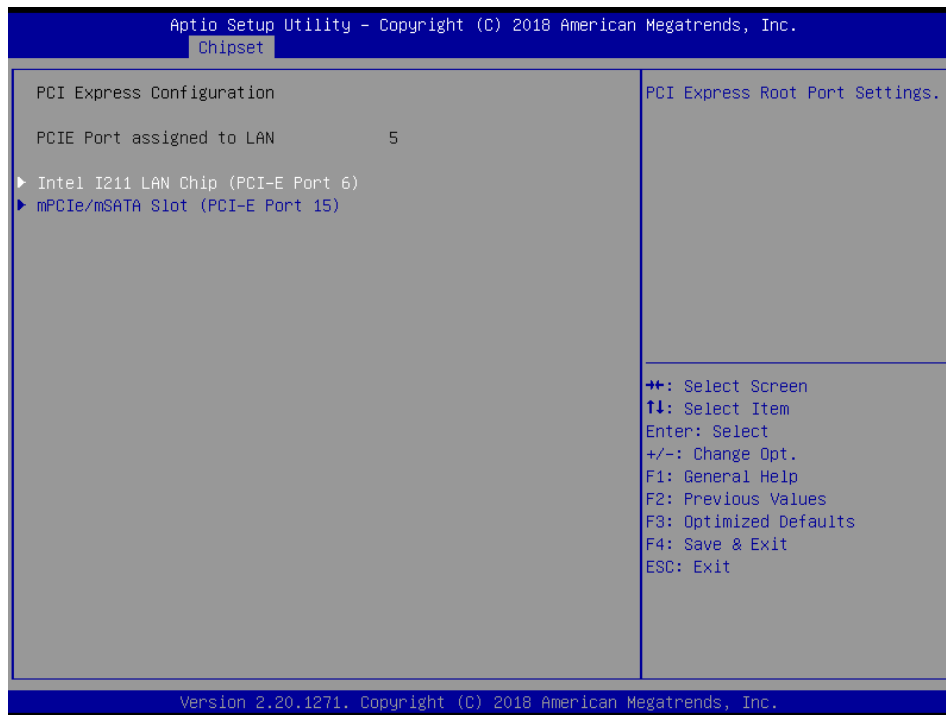 Aptio Setup Utility – Copyright (C) 2018 American Megatrends, Inc.
Chipset
PCI Express Configuration
PCIE Port assigned to LAN 5
▶ Intel I211 LAN Chip (PCI-E Port 6)
▶ mPCIe/mSATA Slot (PCI-E Port 15)
PCI Express Root Port Settings.
→←: Select Screen
↑↓: Select Item
Enter: Select
+/-: Change Opt.
F1: General Help
F2: Previous Values
F3: Optimized Defaults
F4: Save & Exit
ESC: Exit
Version 2.20.1271. Copyright (C) 2018 American Megatrends, Inc.